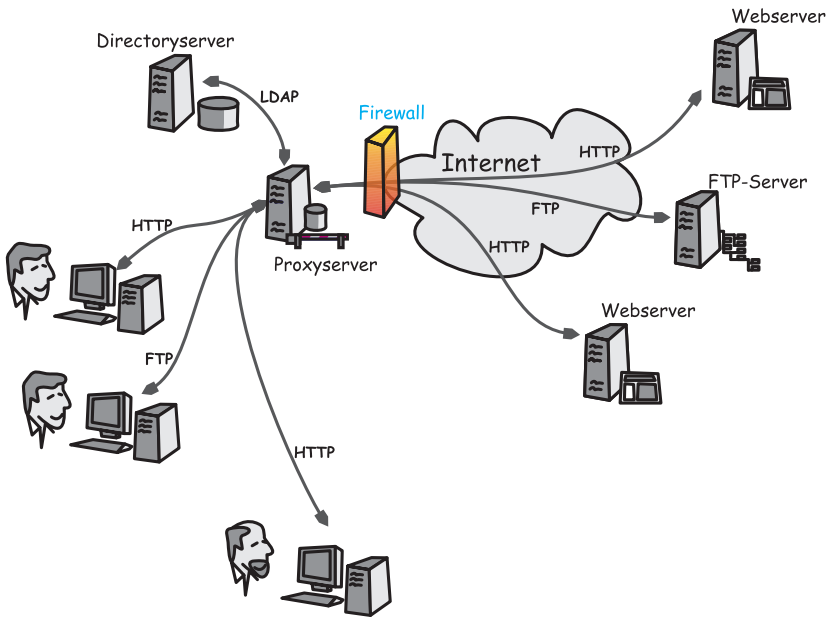 Webserver
Directoryserver
LDAP
Firewall
Internet
HTTP
FTP-Server
FTP
HTTP
HTTP
Proxyserver
Webserver
FTP
HTTP